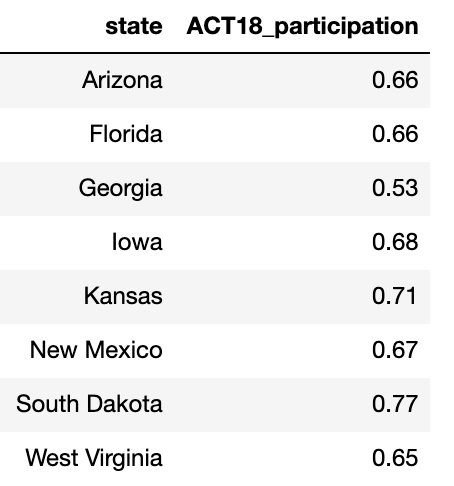 state ACT18_participation
Arizona 0.66
Florida 0.66
Georgia 0.53
Iowa 0.68
Kansas 0.71
New Mexico 0.67
South Dakota 0.77
West Virginia 0.65